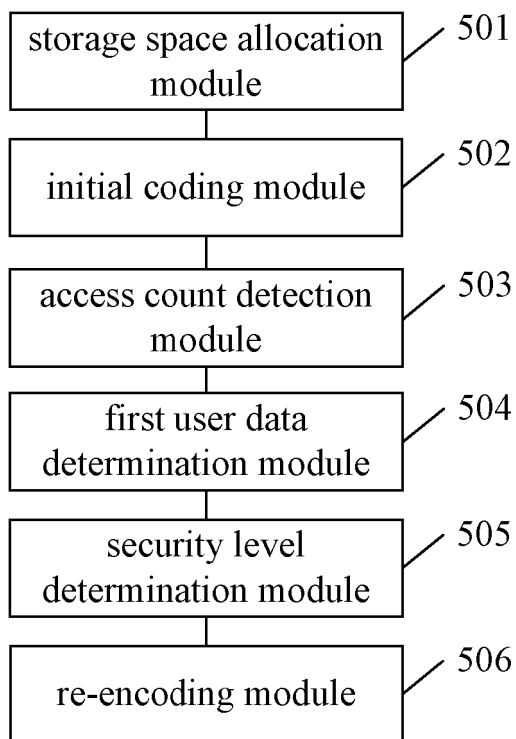 storage space allocation
module
501
initial coding module
502
access count detection
module
503
first user data
determination module
504
security level
determination module
505
re-encoding module
506